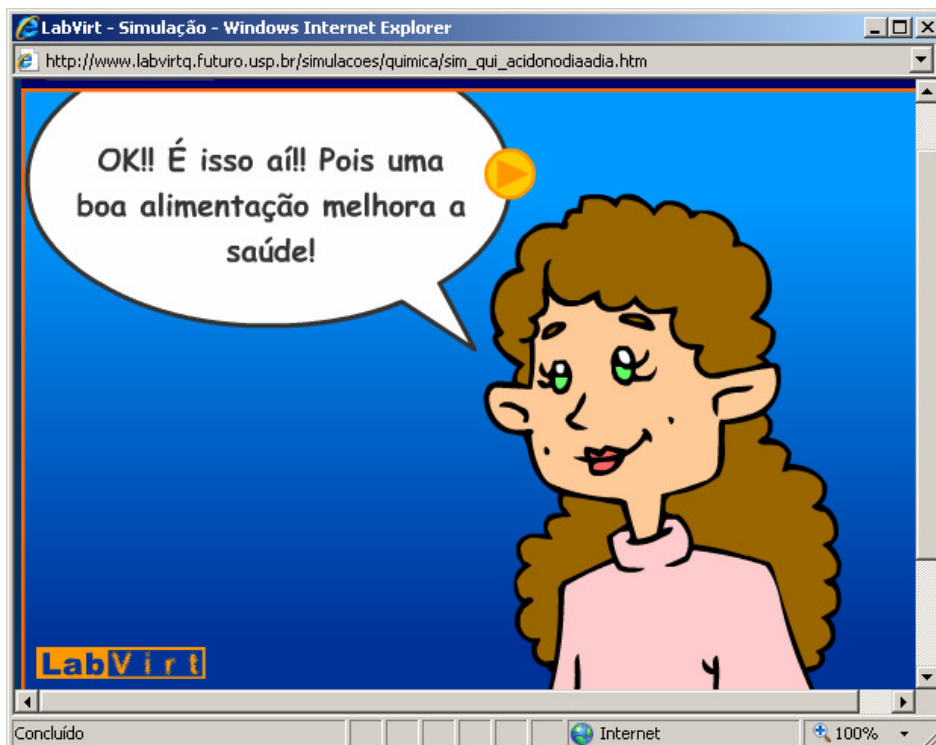 LabVirt - Simulação - Windows Internet Explorer
http://www.labvirtq.futuro.usp.br/simulacoes/quimica/sim_qui_acidonodiaadia.htm
OK!! É isso aí!! Pois uma
boa alimentação melhora a
saúde!
LabVirt
Concluído
Internet
100%